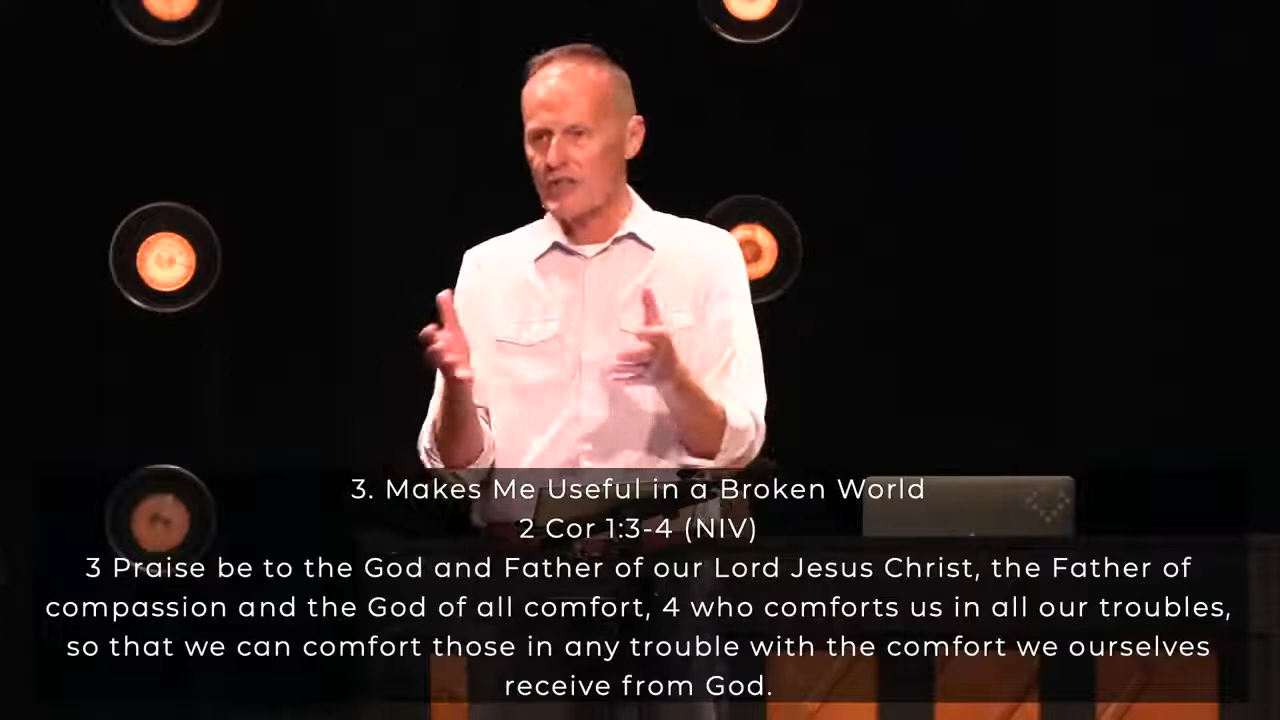 3. Makes Me Useful in a Broken World
2 Cor 1:3-4 (NIV)
3 Praise be to the God and Father of our Lord Jesus Christ, the Father of
compassion and the God of all comfort, 4 who comforts us in all our troubles,
so that we can comfort those in any trouble with the comfort we ourselves
receive from God.